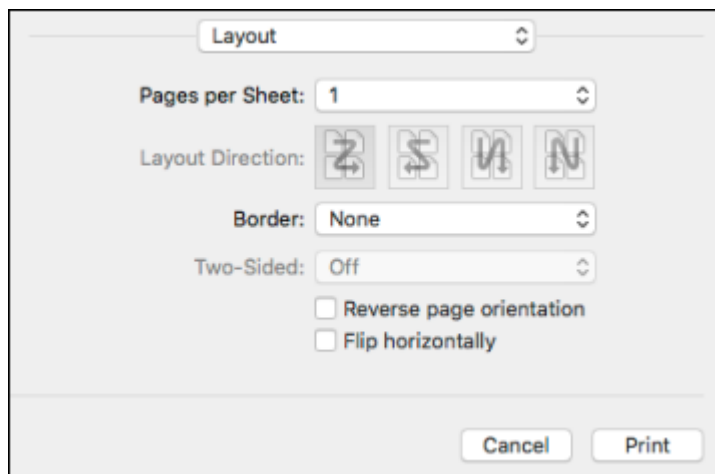 Layout
Pages per Sheet: 1
Layout Direction:
Border: None
Two-Sided: Off
Reverse page orientation
Flip horizontally
Cancel Print